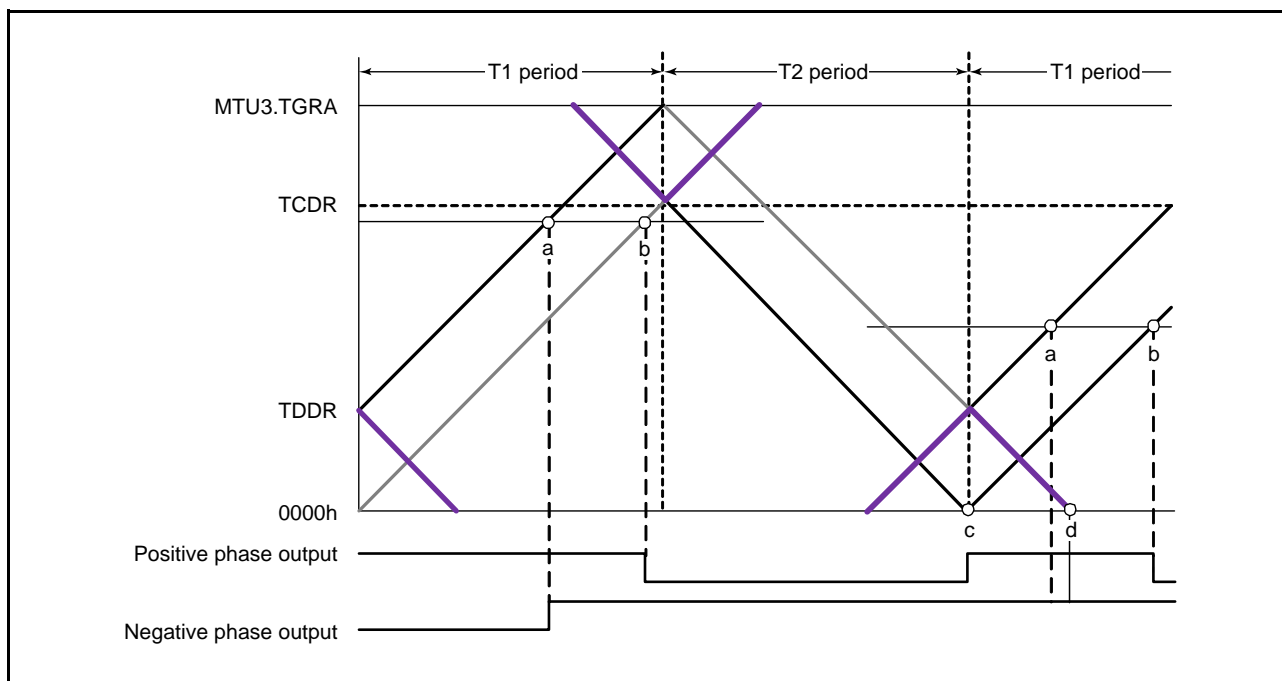 T1 period T2 period T1 period
MTU3.TGRA
TCDR
a b
a b
TDDR
0000h
c d
Positive phase output
Negative phase output